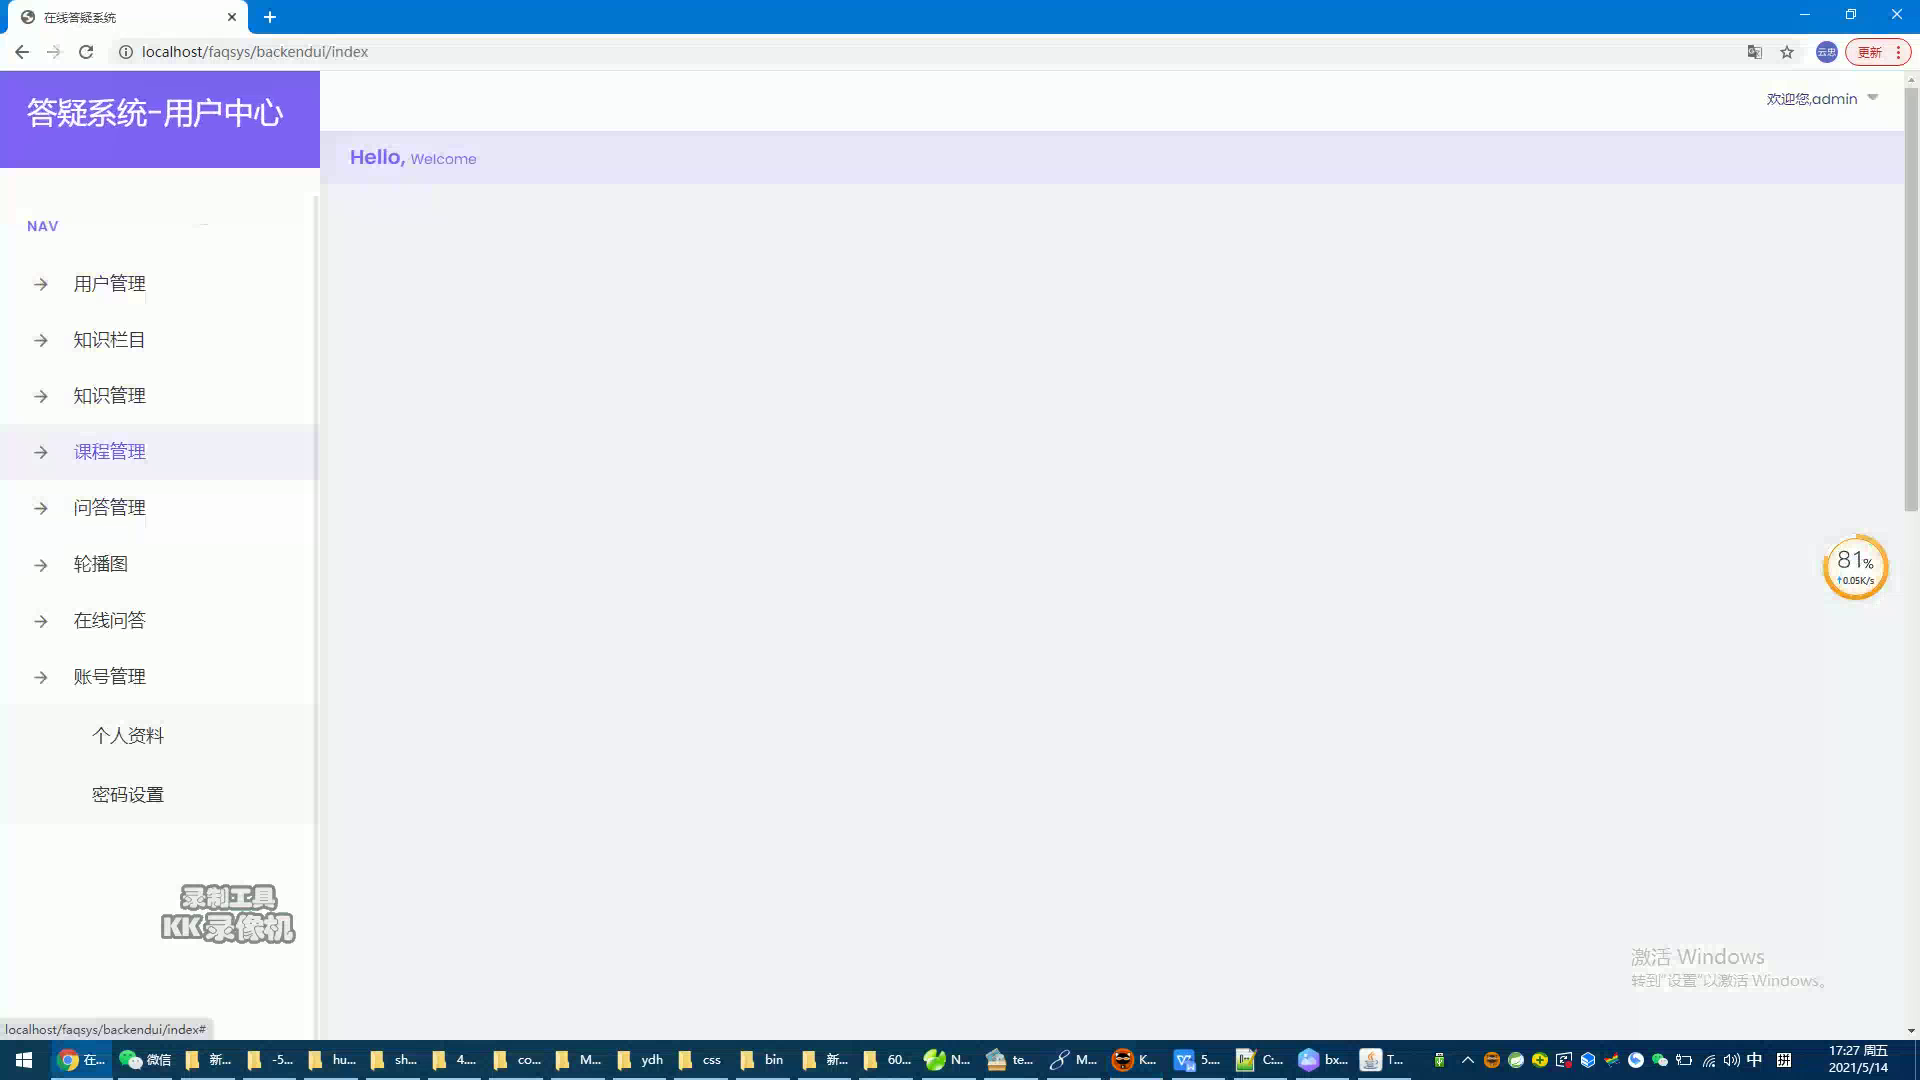 在线答疑系统
localhost/faqsys/backendui/index
云忠
更新
答疑系统-用户中心
欢迎您,admin
Hello, Welcome
NAV
用户管理
知识栏目
知识管理
课程管理
问答管理
轮播图
在线问答
账号管理
个人资料
密码设置
81%
↑0.05K/s
录制工具
KK录像机
激活 Windows
转到"设置"以激活 Windows。
localhost/faqsys/backendui/index#
在... 微信 新... -5... hu... sh... 4.... co... M... ydh css bin 新... 60... N... te... M... K... 5.... C:... bx... T... 中 拼
17:27 周五
2021/5/14